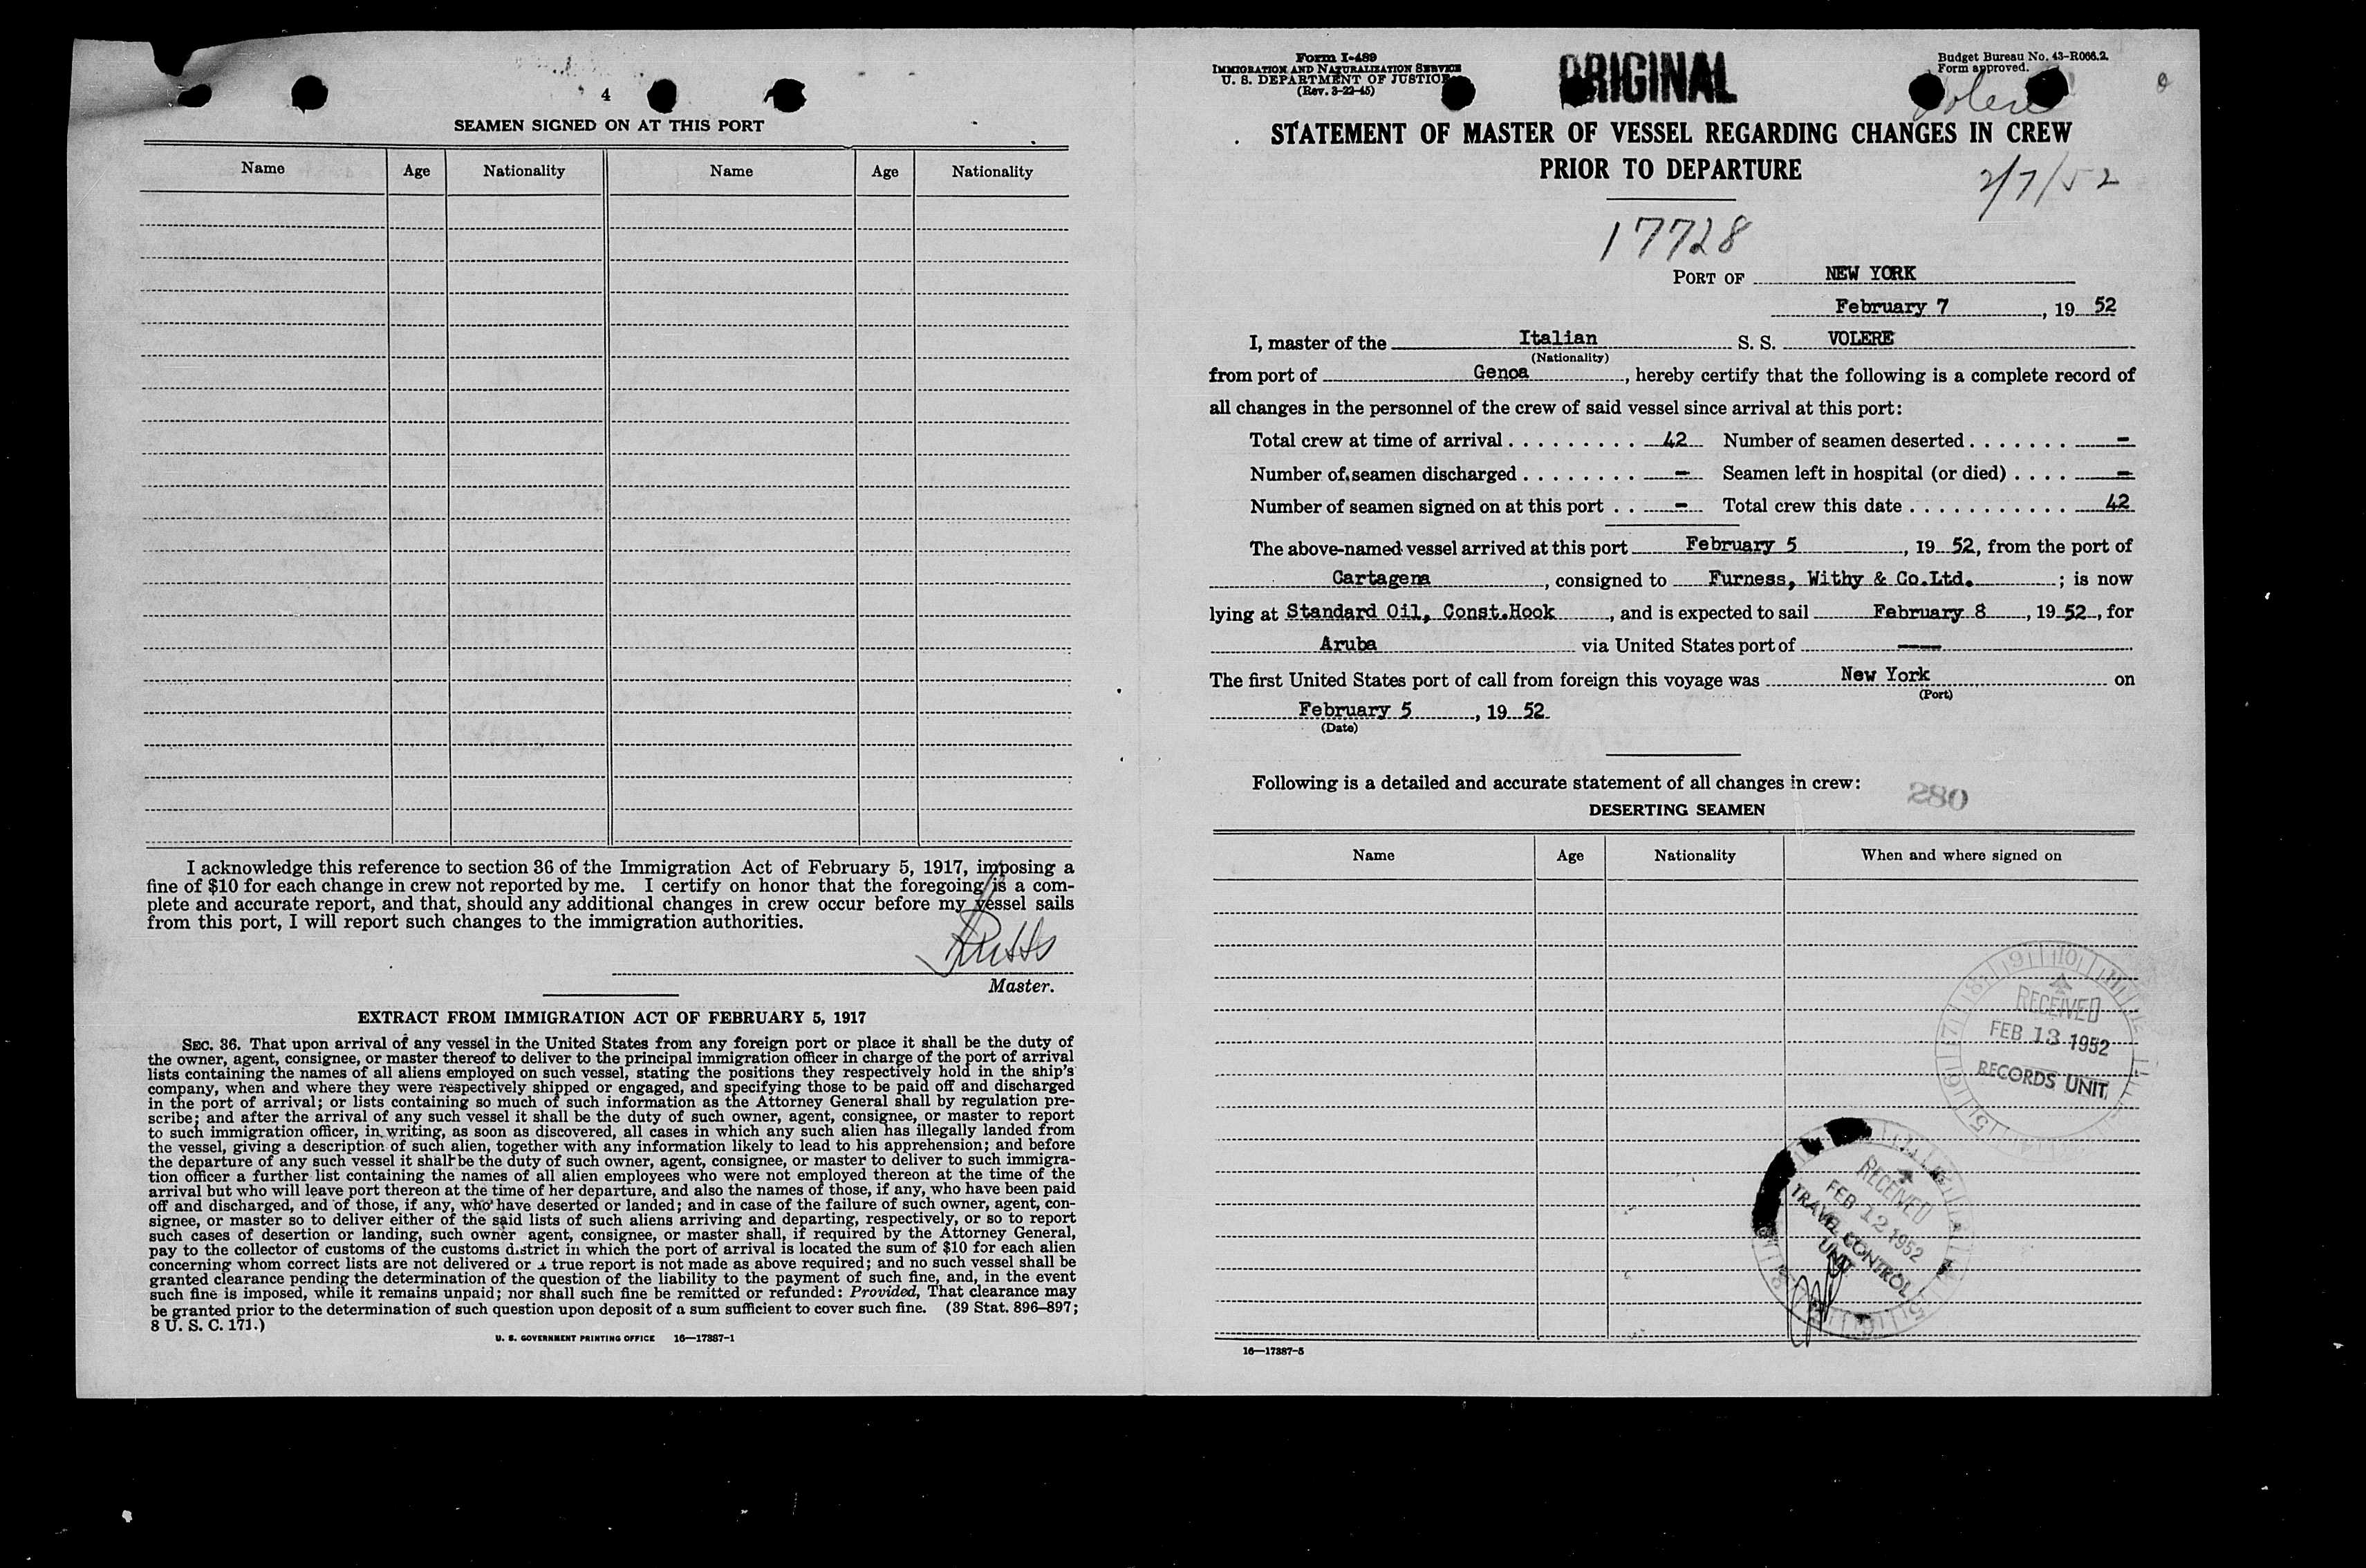 4
SEAMEN SIGNED ON AT THIS PORT
Name Age Nationality Name Age Nationality
I acknowledge this reference to section 36 of the Immigration Act of February 5, 1917, imposing a
fine of $10 for each change in crew not reported by me. I certify on honor that the foregoing is a com-
plete and accurate report, and that, should any additional changes in crew occur before my vessel sails
from this port, I will report such changes to the immigration authorities.
Master.
EXTRACT FROM IMMIGRATION ACT OF FEBRUARY 5, 1917
SEC. 36. That upon arrival of any vessel in the United States from any foreign port or place it shall be the duty of
the owner, agent, consignee, or master thereof to deliver to the principal immigration officer in charge of the port of arrival
lists containing the names of all aliens employed on such vessel, stating the positions they respectively hold in the ship's
company, when and where they were respectively shipped or engaged, and specifying those to be paid off and discharged
in the port of arrival; or lists containing so much of such information as the Attorney General shall by regulation pre-
scribe; and after the arrival of any such vessel it shall be the duty of such owner, agent, consignee, or master to report
to such immigration officer, in writing, as soon as discovered, all cases in which any such alien has illegally landed from
the vessel, giving a description of such alien, together with any information likely to lead to his apprehension; and before
the departure of any such vessel it shall be the duty of such owner, agent, consignee, or master to deliver to such immigra-
tion officer a further list containing the names of all alien employees who were not employed thereon at the time of the
arrival but who will leave port thereon at the time of her departure, and also the names of those, if any, who have been paid
off and discharged, and of those, if any, who have deserted or landed; and in case of the failure of such owner, agent, con-
signee, or master so to deliver either of the said lists of such aliens arriving and departing, respectively, or so to report
such cases of desertion or landing, such owner agent, consignee, or master shall, if required by the Attorney General,
pay to the collector of customs of the customs district in which the port of arrival is located the sum of $10 for each alien
concerning whom correct lists are not delivered or a true report is not made as above required; and no such vessel shall be
granted clearance pending the determination of the question of the liability to the payment of such fine, and, in the event
such fine is imposed, while it remains unpaid; nor shall such fine be remitted or refunded: Provided, That clearance may
be granted prior to the determination of such question upon deposit of a sum sufficient to cover such fine. (39 Stat. 896–897;
8 U. S. C. 171.)
U. S. GOVERNMENT PRINTING OFFICE 16—17387-1
Form I-489
IMMIGRATION AND NATURALIZATION SERVICE
U. S. DEPARTMENT OF JUSTICE
(Rev. 3-22-45)
ORIGINAL
Budget Bureau No. 43-R066.2.
Form approved.
Volere
STATEMENT OF MASTER OF VESSEL REGARDING CHANGES IN CREW
PRIOR TO DEPARTURE
2/7/52
17728
PORT OF NEW YORK
February 7, 19 52
I, master of the Italian S. S. VOLERE
(Nationality)
from port of Genoa, hereby certify that the following is a complete record of
all changes in the personnel of the crew of said vessel since arrival at this port:
Total crew at time of arrival . . . . . . . . . 42 Number of seamen deserted . . . . . . . -
Number of seamen discharged . . . . . . . . - Seamen left in hospital (or died) . . . . -
Number of seamen signed on at this port . . - Total crew this date . . . . . . . . . . . . 42
The above-named vessel arrived at this port February 5, 19 52, from the port of
Cartagena, consigned to Furness, Withy & Co.Ltd. ; is now
lying at Standard Oil, Const.Hook, and is expected to sail February 8, 19 52, for
Aruba via United States port of ----
The first United States port of call from foreign this voyage was New York on
(Port)
February 5, 19 52
(Date)
Following is a detailed and accurate statement of all changes in crew:
280
DESERTING SEAMEN
Name Age Nationality When and where signed on
RECEIVED
FEB 13 1952
RECORDS UNIT
RECEIVED
FEB 12 1952
TRAVEL CONTROL
UNIT
16—17387-5